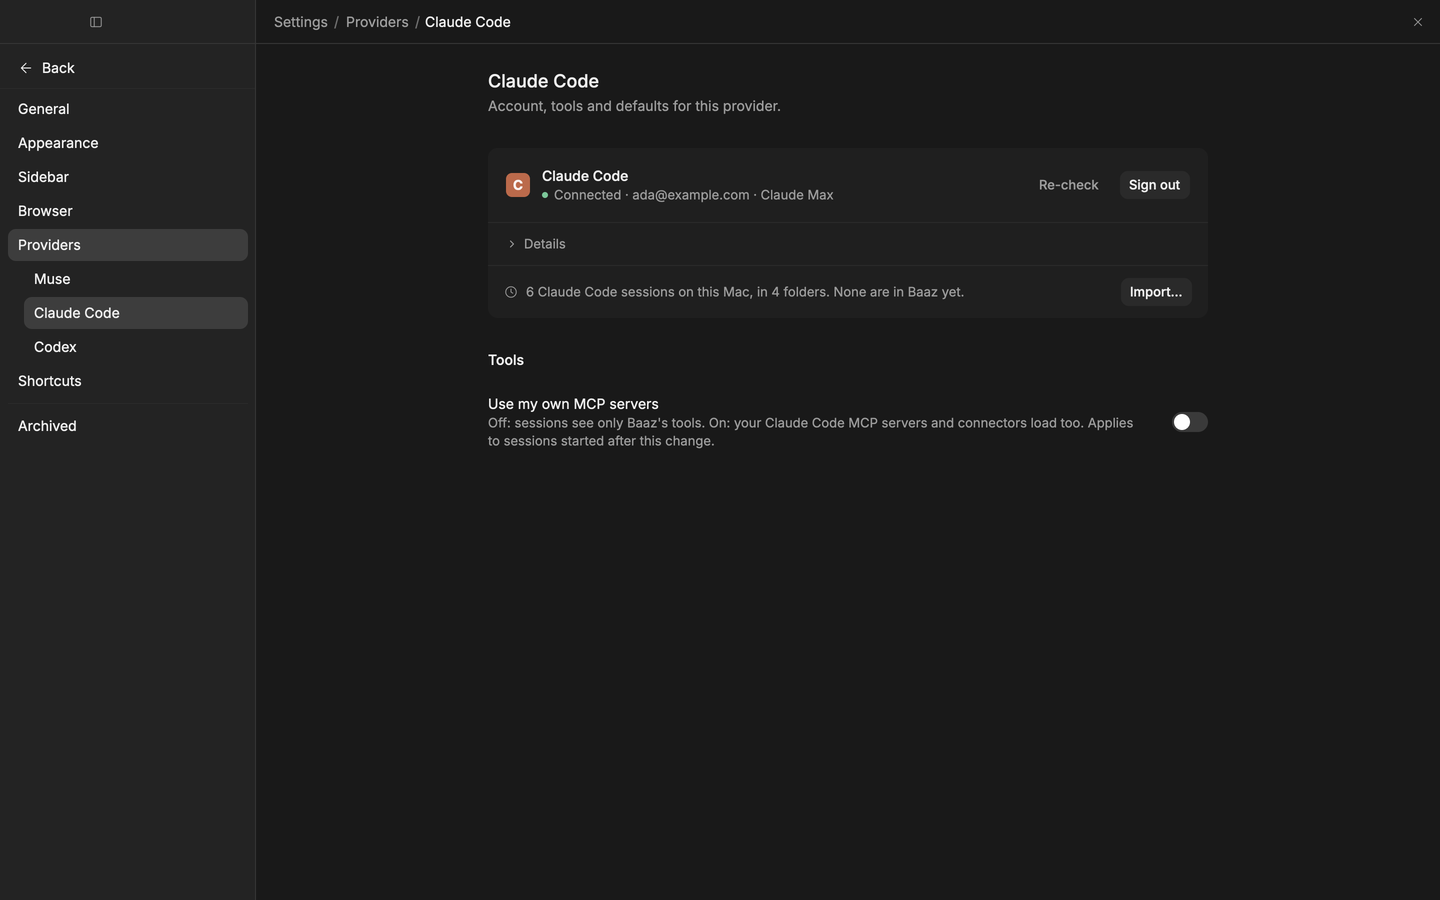 Settings / Providers / Claude Code
Back
General
Appearance
Sidebar
Browser
Providers
Muse
Claude Code
Codex
Shortcuts
Archived
Claude Code
Account, tools and defaults for this provider.
C
Claude Code
Connected · ada@example.com · Claude Max
Re-check
Sign out
Details
6 Claude Code sessions on this Mac, in 4 folders. None are in Baaz yet.
Import...
Tools
Use my own MCP servers
Off: sessions see only Baaz's tools. On: your Claude Code MCP servers and connectors load too. Applies
to sessions started after this change.